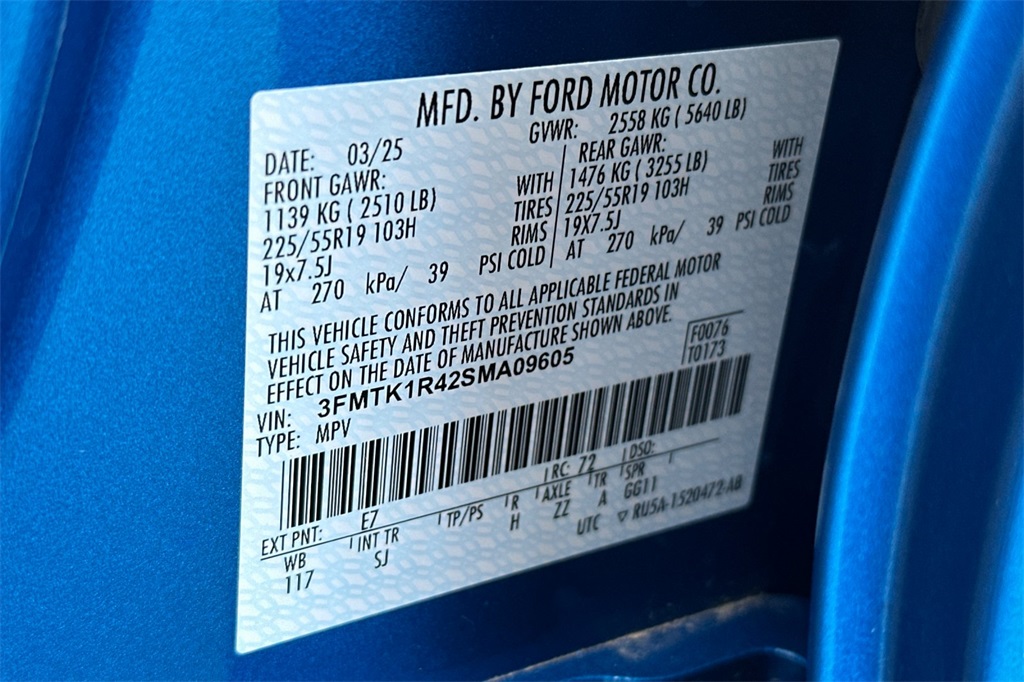 MFD. BY FORD MOTOR CO.
DATE: 03/25 GVWR: 2558 KG ( 5640 LB)
FRONT GAWR: REAR GAWR:
1139 KG ( 2510 LB) WITH 1476 KG ( 3255 LB) WITH
225/55R19 103H TIRES 225/55R19 103H TIRES
19x7.5J RIMS 19X7.5J RIMS
AT 270 kPa/ 39 PSI COLD AT 270 kPa/ 39 PSI COLD
THIS VEHICLE CONFORMS TO ALL APPLICABLE FEDERAL MOTOR
VEHICLE SAFETY AND THEFT PREVENTION STANDARDS IN
EFFECT ON THE DATE OF MANUFACTURE SHOWN ABOVE.
F0076
T0173
VIN: 3FMTK1R42SMA09605
TYPE: MPV
EXT PNT: E7 RC: 72 DSO:
WB INT TR TP/PS R AXLE TR SPR
117 SJ H ZZ A GG11
UTC ▽ RU5A-1520472-AB